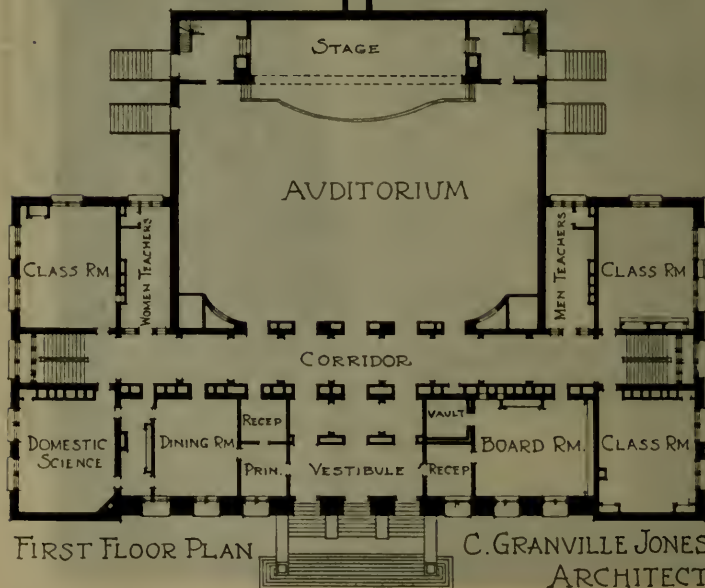 STAGE
AUDITORIUM
CLASS RM
WOMEN TEACHERS
MEN TEACHERS
CLASS RM
CORRIDOR
DOMESTIC
SCIENCE
DINING RM.
RECEP
PRIN.
VESTIBULE
VAULT
RECEP
BOARD RM.
CLASS RM
FIRST FLOOR PLAN
C. GRANVILLE JONES
ARCHITECT